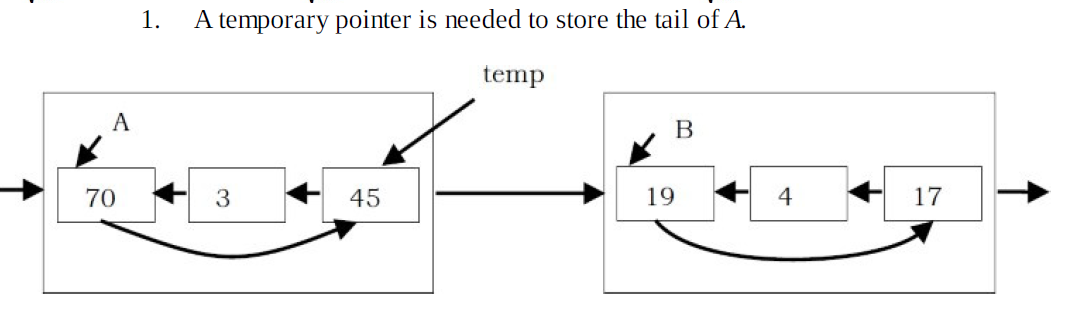 1. A temporary pointer is needed to store the tail of A.
temp
A
B
70 3 45 19 4 17